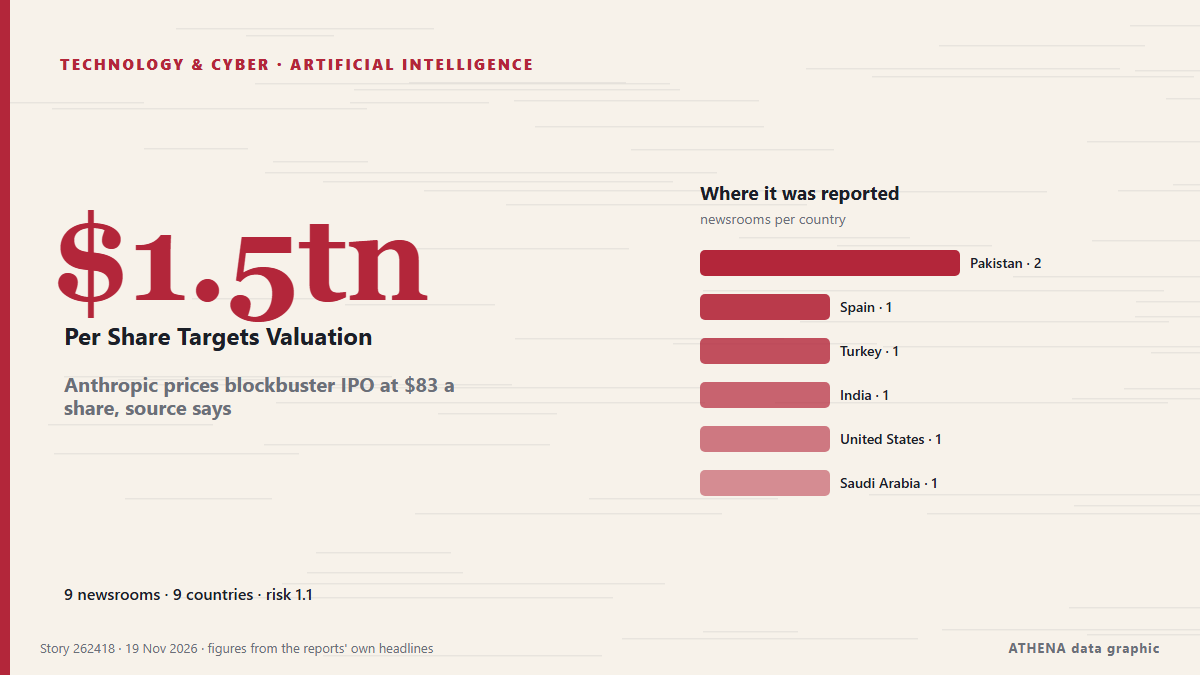 TECHNOLOGY & CYBER · ARTIFICIAL INTELLIGENCE
$1.5tn
Per Share Targets Valuation
Anthropic prices blockbuster IPO at $83 a
share, source says
9 newsrooms · 9 countries · risk 1.1
Where it was reported
newsrooms per country
Pakistan · 2
Spain · 1
Turkey · 1
India · 1
United States · 1
Saudi Arabia · 1
Story 262418 · 19 Nov 2026 · figures from the reports' own headlines
ATHENA data graphic